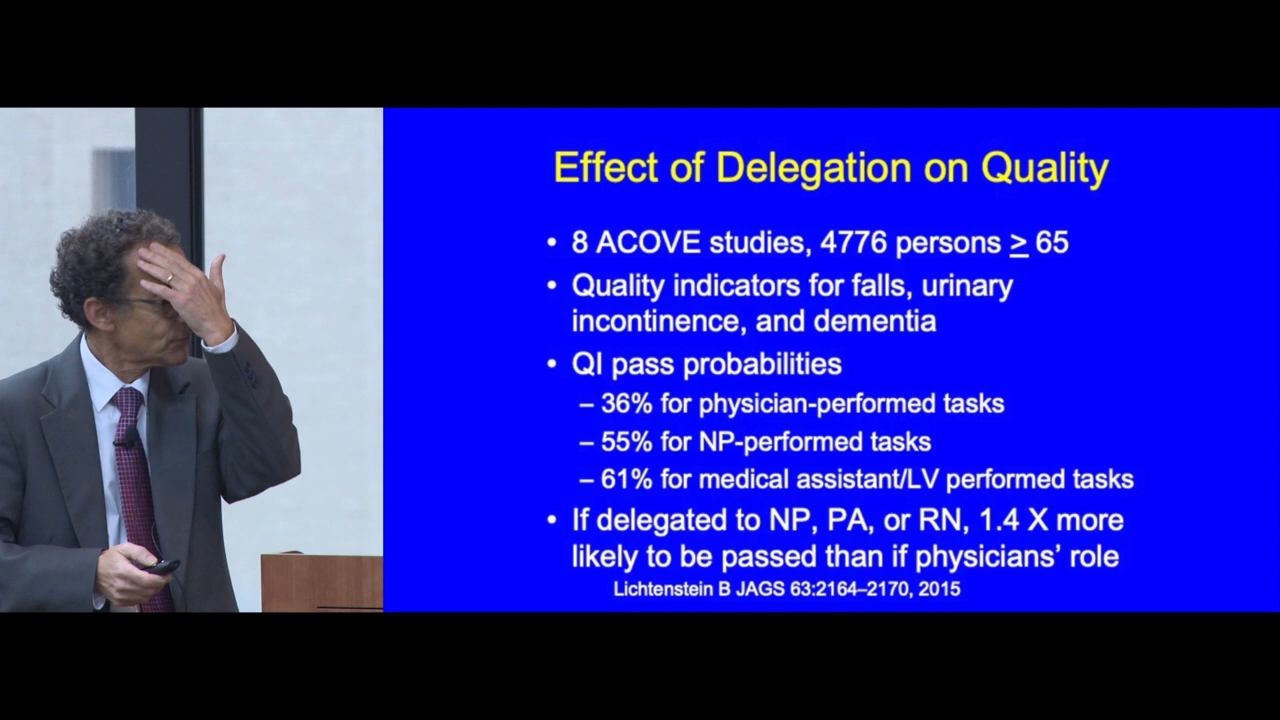 Effect of Delegation on Quality
• 8 ACOVE studies, 4776 persons ≥ 65
• Quality indicators for falls, urinary
incontinence, and dementia
• QI pass probabilities
– 36% for physician-performed tasks
– 55% for NP-performed tasks
– 61% for medical assistant/LV performed tasks
• If delegated to NP, PA, or RN, 1.4 X more
likely to be passed than if physicians’ role
Lichtenstein B JAGS 63:2164–2170, 2015